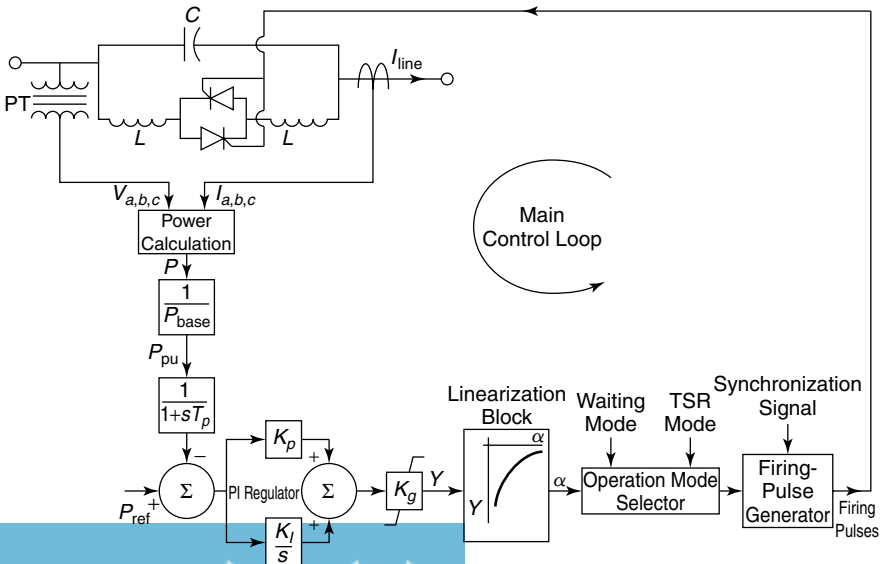 C
I_line
PT
L
L
V_a,b,c
I_a,b,c
Power
Calculation
Main
Control Loop
P
1
P_base
P_pu
1
1+sT_p
Linearization
Block
Waiting
Mode
TSR
Mode
Synchronization
Signal
−
K_p
+
α
Σ
PI Regulator
Σ
K_g
Y
Y
α
Operation Mode
Selector
Firing-
Pulse
Generator
P_ref
+
+
K_I
s
Firing
Pulses